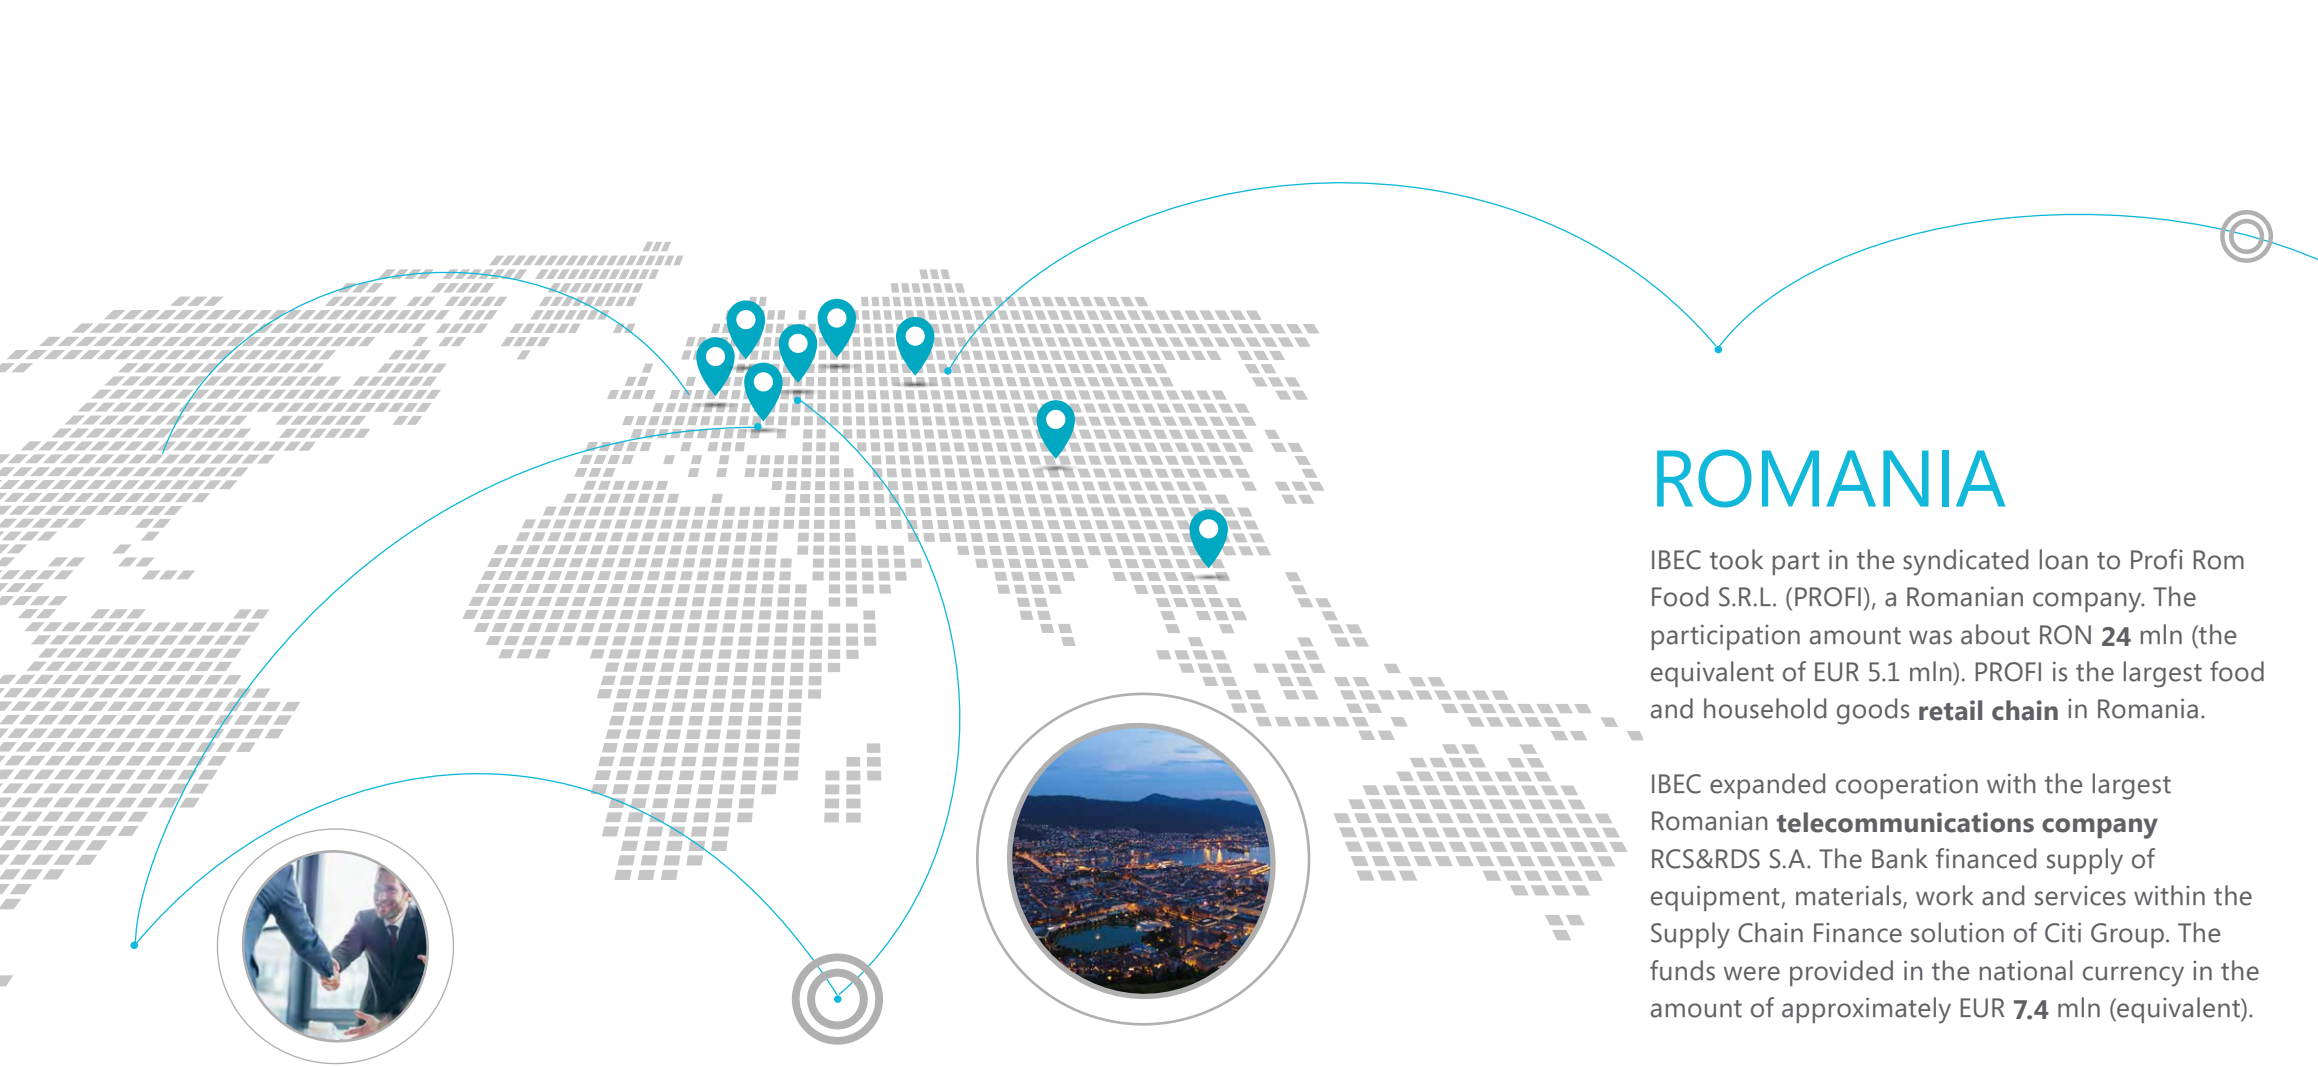 ROMANIA
IBEC took part in the syndicated loan to Profi Rom
Food S.R.L. (PROFI), a Romanian company. The
participation amount was about RON 24 mln (the
equivalent of EUR 5.1 mln). PROFI is the largest food
and household goods retail chain in Romania.
IBEC expanded cooperation with the largest
Romanian telecommunications company
RCS&RDS S.A. The Bank financed supply of
equipment, materials, work and services within the
Supply Chain Finance solution of Citi Group. The
funds were provided in the national currency in the
amount of approximately EUR 7.4 mln (equivalent).